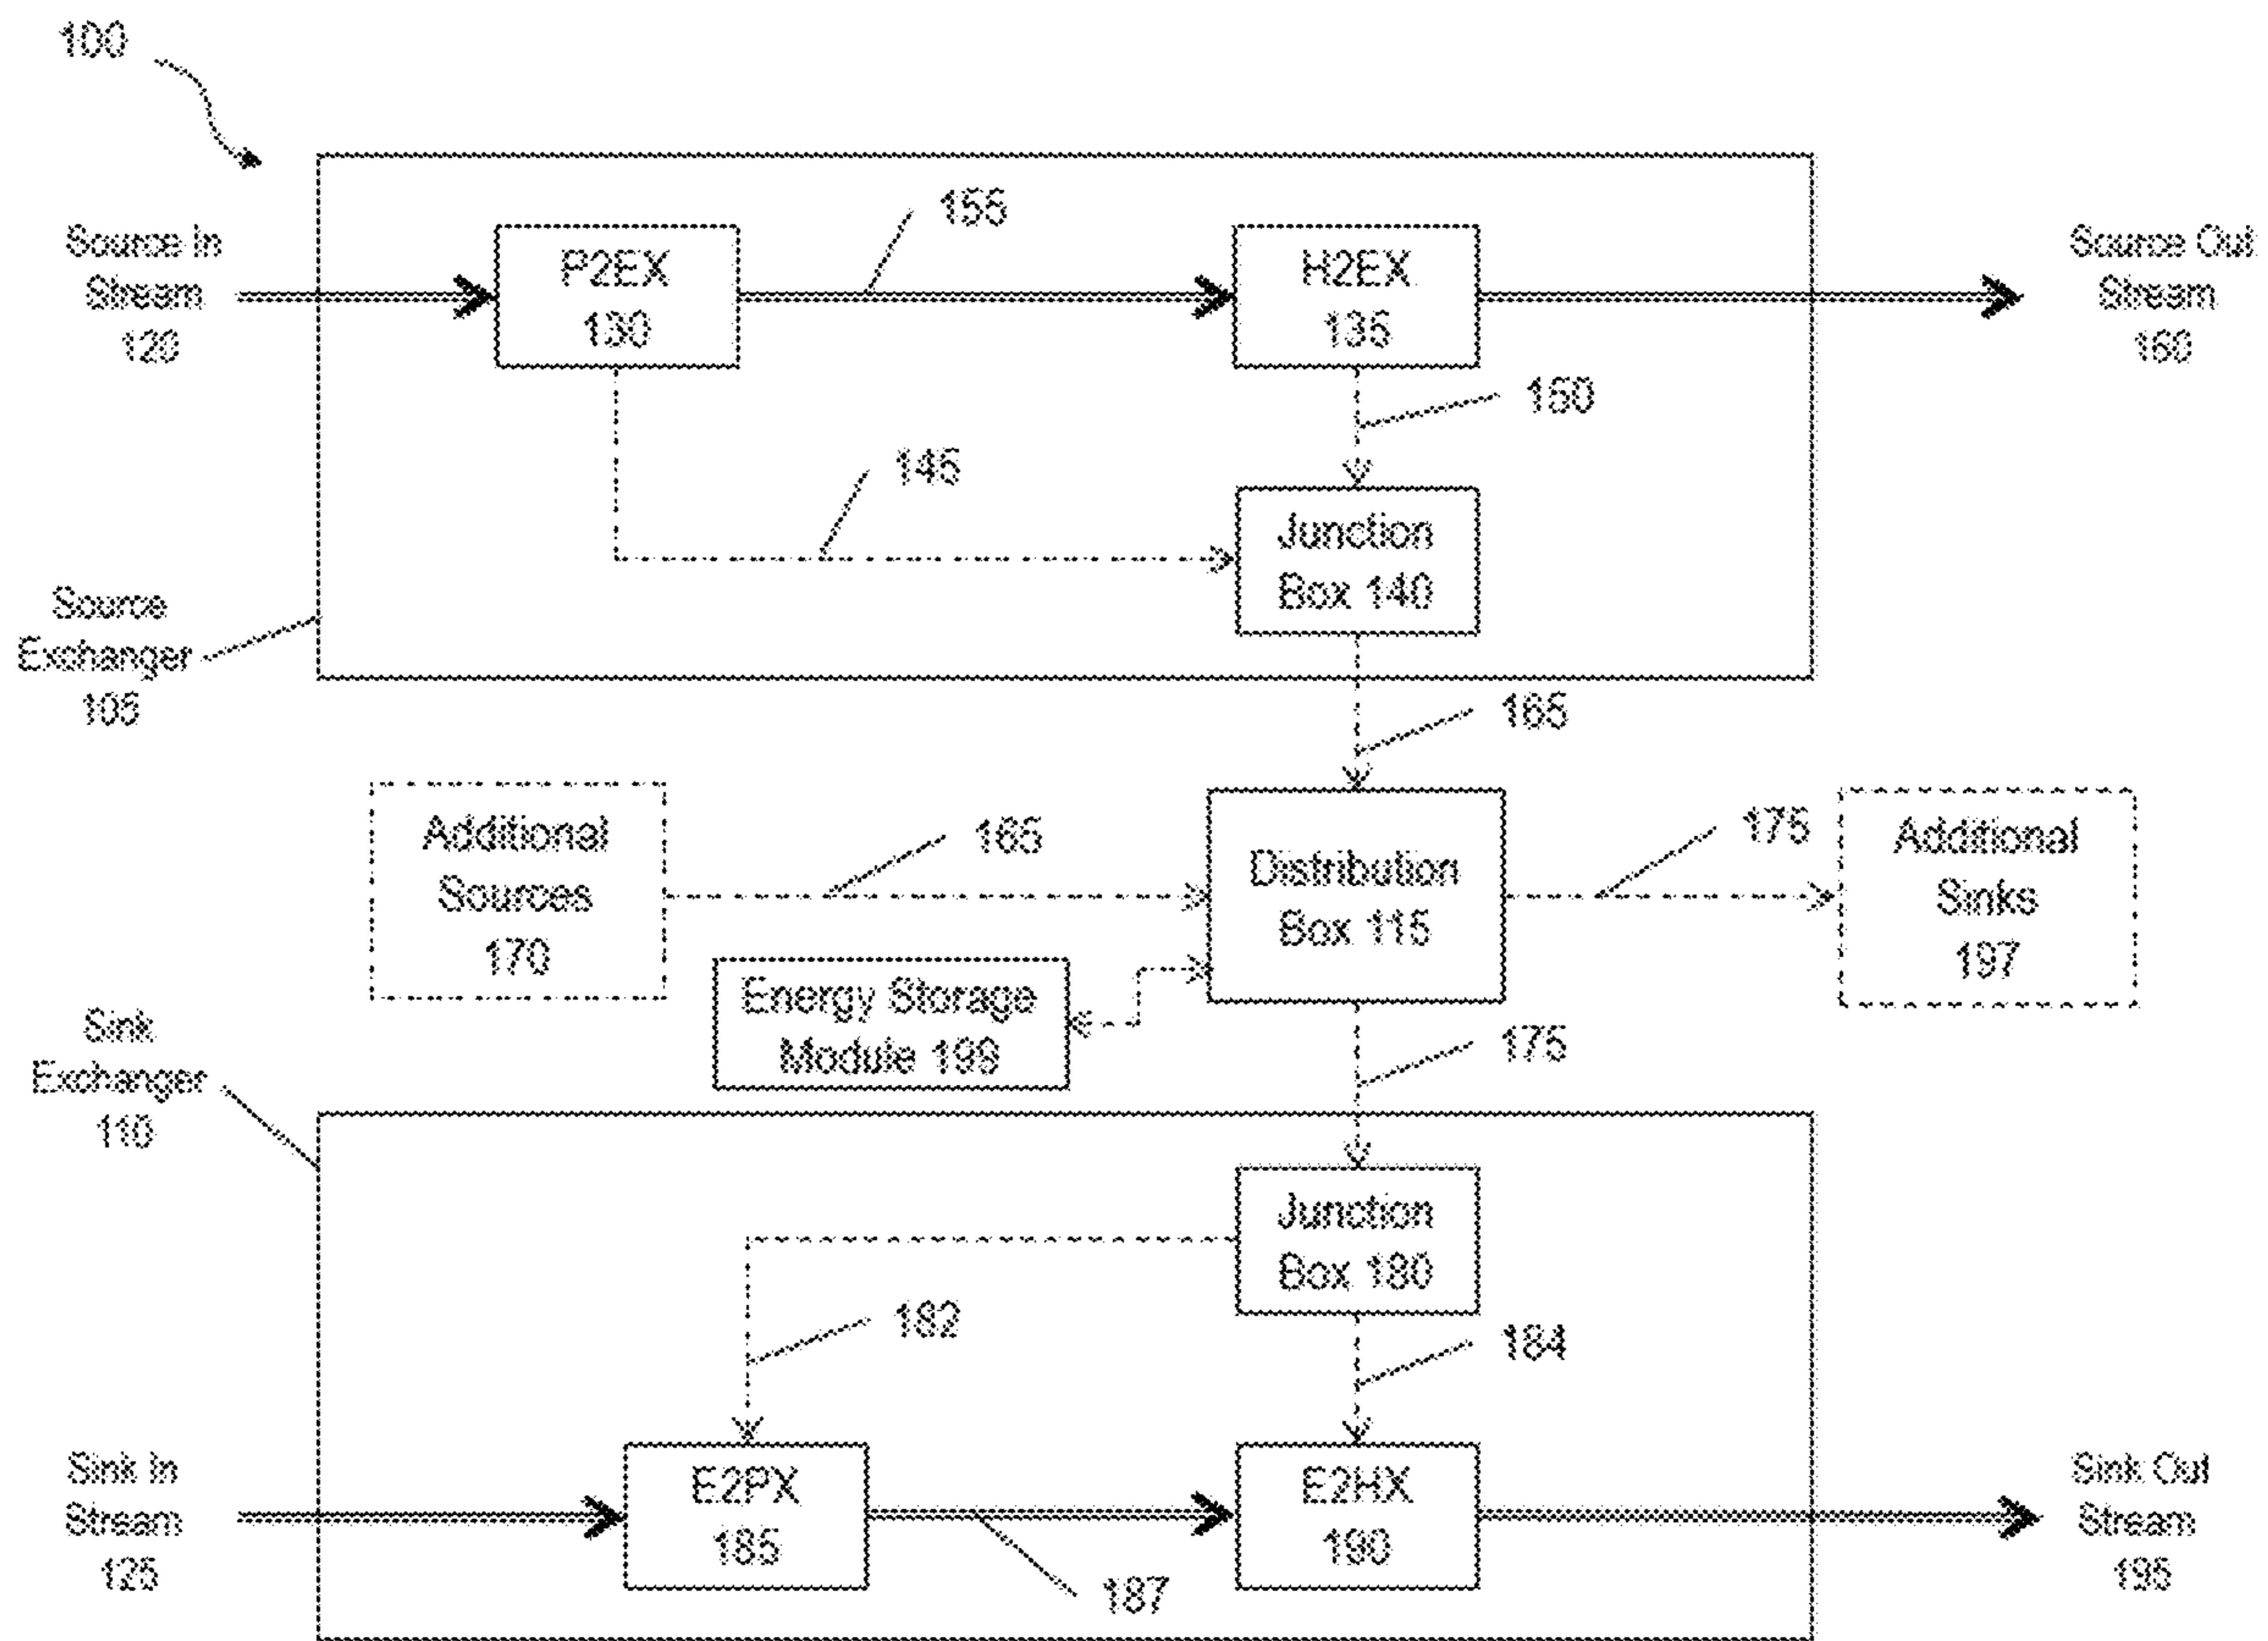 100
155
Source In
Stream
120
P2EX
130
H2EX
135
Source Out
Stream
160
150
145
Junction
Box 140
Source
Exchanger
105
165
Additional
Sources
170
165
Distribution
Box 115
175
Additional
Sinks
197
Energy Storage
Module 199
Sink
Exchanger
110
175
Junction
Box 180
182
184
Sink In
Stream
125
E2PX
185
E2HX
190
Sink Out
Stream
195
187